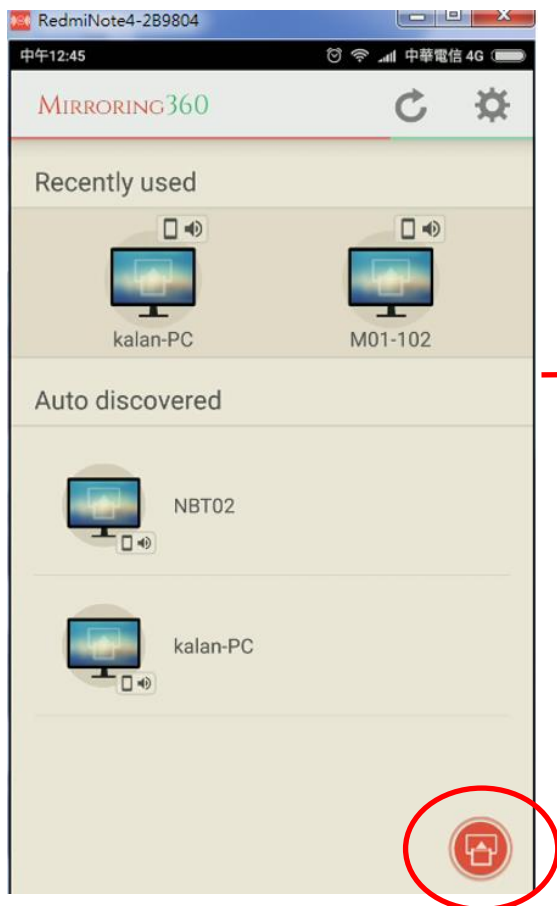 RedmiNote4-2B9804
中午12:45 中華電信 4G
MIRRORING360
Recently used
kalan-PC M01-102
Auto discovered
NBT02
kalan-PC